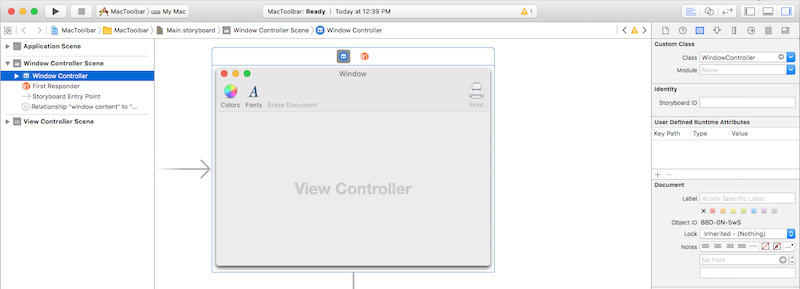 MacToolbar
My Mac
MacToolbar: Ready
Today at 12:39 PM
1
MacToolbar
MacToolbar
Main.storyboard
Window Controller Scene
Window Controller
Application Scene
Window Controller Scene
Window Controller
First Responder
Storyboard Entry Point
Relationship "window content" to "...
View Controller Scene
Window
Colors
Fonts
Erase Document
Print
View Controller
Custom Class
Class
WindowController
Module
None
Identity
Storyboard ID
User Defined Runtime Attributes
Key Path
Type
Value
Document
Label
Xcode Specific Label
Object ID
B8D-0N-5wS
Lock
Inherited - (Nothing)
Notes
No Font